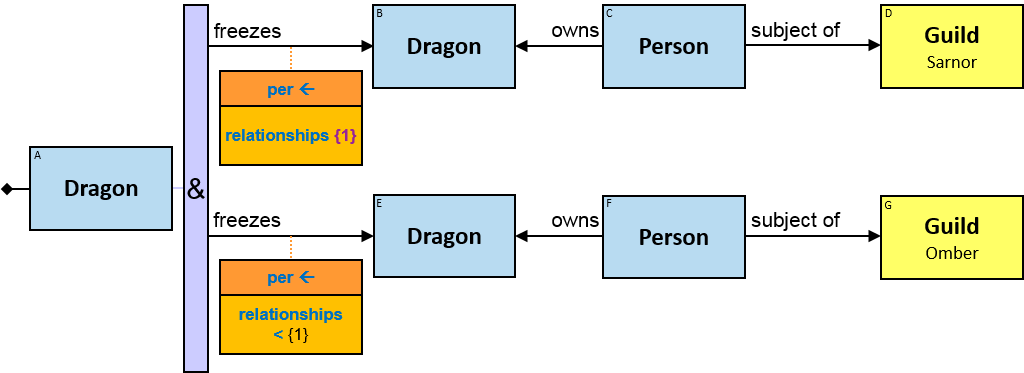 A
Dragon
&
freezes
per ←
relationships {1}
B
Dragon
owns
C
Person
subject of
D
Guild
Sarnor
freezes
per ←
relationships
< {1}
E
Dragon
owns
F
Person
subject of
G
Guild
Omber